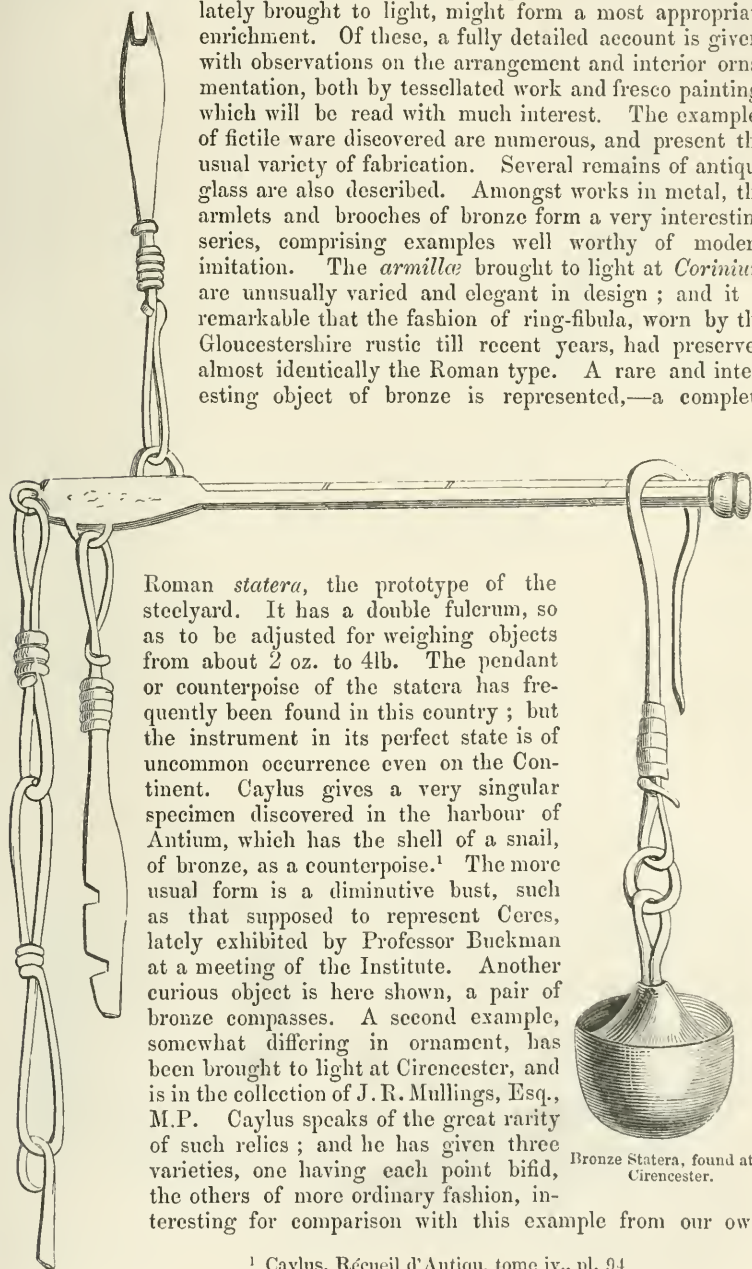 lately brought to light, might form a most appropria
enrichment. Of these, a fully detailed account is give
with observations on the arrangement and interior orn
mentation, both by tessellated work and fresco painting
which will be read with much interest. The example
of fictile ware discovered are numerous, and present th
usual variety of fabrication. Several remains of antiqu
glass are also described. Amongst works in metal, th
armlets and brooches of bronze form a very interestin
series, comprising examples well worthy of moder
imitation. The armillæ brought to light at Coriniu
are unusually varied and elegant in design ; and it
remarkable that the fashion of ring-fibula, worn by th
Gloucestershire rustic till recent years, had preserve
almost identically the Roman type. A rare and inte
esting object of bronze is represented,—a complet
Roman statera, the prototype of the
steelyard. It has a double fulcrum, so
as to be adjusted for weighing objects
from about 2 oz. to 4lb. The pendant
or counterpoise of the statera has fre-
quently been found in this country ; but
the instrument in its perfect state is of
uncommon occurrence even on the Con-
tinent. Caylus gives a very singular
specimen discovered in the harbour of
Antium, which has the shell of a snail,
of bronze, as a counterpoise.¹ The more
usual form is a diminutive bust, such
as that supposed to represent Ceres,
lately exhibited by Professor Buckman
at a meeting of the Institute. Another
curious object is here shown, a pair of
bronze compasses. A second example,
somewhat differing in ornament, has
been brought to light at Cirencester, and
is in the collection of J. R. Mullings, Esq.,
M.P. Caylus speaks of the great rarity
of such relics ; and he has given three
varieties, one having each point bifid,
the others of more ordinary fashion, in-
teresting for comparison with this example from our ow
Bronze Statera, found at
Cirencester.
¹ Caylus, Récueil d'Antiqu. tome iv., pl. 94